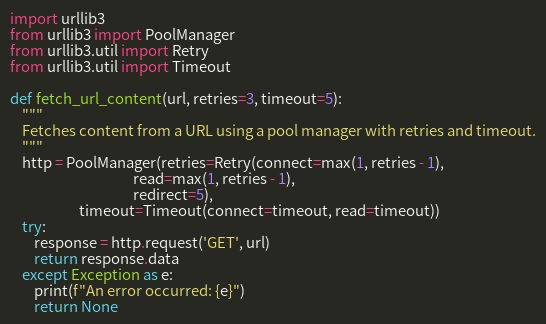 import urllib3
from urllib3 import PoolManager
from urllib3.util import Retry
from urllib3.util import Timeout

def fetch_url_content(url, retries=3, timeout=5):
    """
    Fetches content from a URL using a pool manager with retries and timeout.
    """
    http = PoolManager(retries=Retry(connect=max(1, retries - 1),
                                     read=max(1, retries - 1),
                                     redirect=5),
                       timeout=Timeout(connect=timeout, read=timeout))
    try:
        response = http.request('GET', url)
        return response.data
    except Exception as e:
        print(f"An error occurred: {e}")
        return None